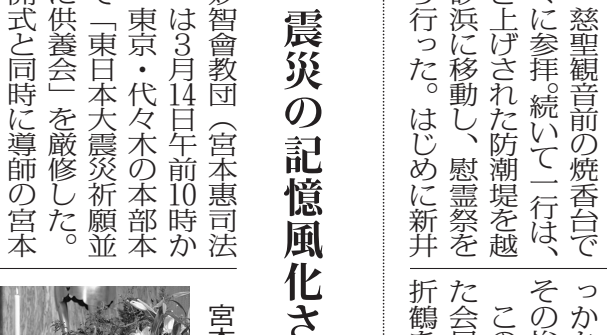 慈聖観音前の焼香台で
に参拝。続いて一行は、
上げされた防潮堤を越
砂浜に移動し、慰霊祭を
行った。はじめに新井
っか
その
この
た会
折鶴
震災の記憶風化さ
妙智會教団（宮本惠司法
は３月14日午前10時か
東京・代々木の本部本
で「東日本大震災祈願並
に供養会」を厳修した。
開式と同時に導師の宮本
宮